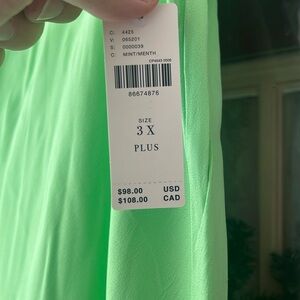 C: 4425
V: 065201
S: 0000039
C: MINT/MENTH
86674876
SIZE
3 X
PLUS
$98.00 USD
$108.00 CAD